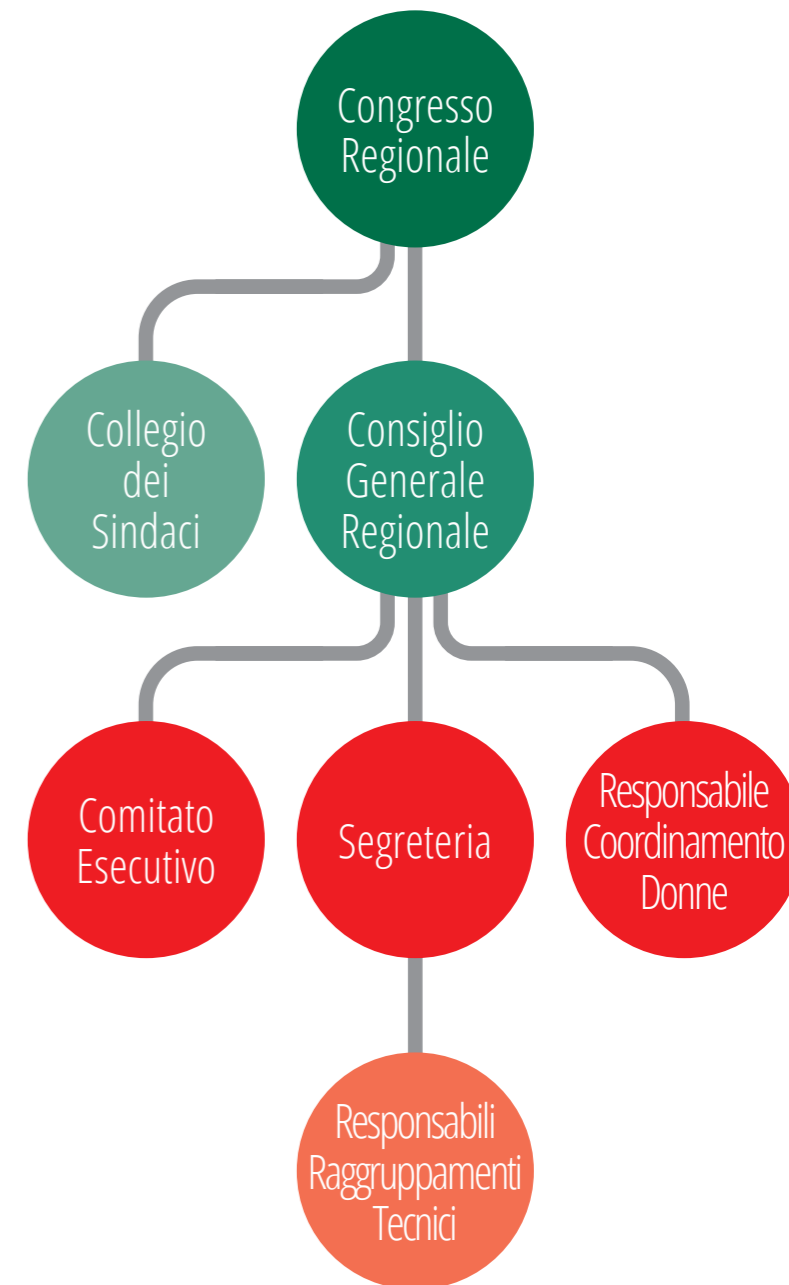 Congresso
Regionale
Collegio
dei
Sindaci
Consiglio
Generale
Regionale
Comitato
Esecutivo
Segreteria
Responsabile
Coordinamento
Donne
Responsabili
Raggruppamenti
Tecnici